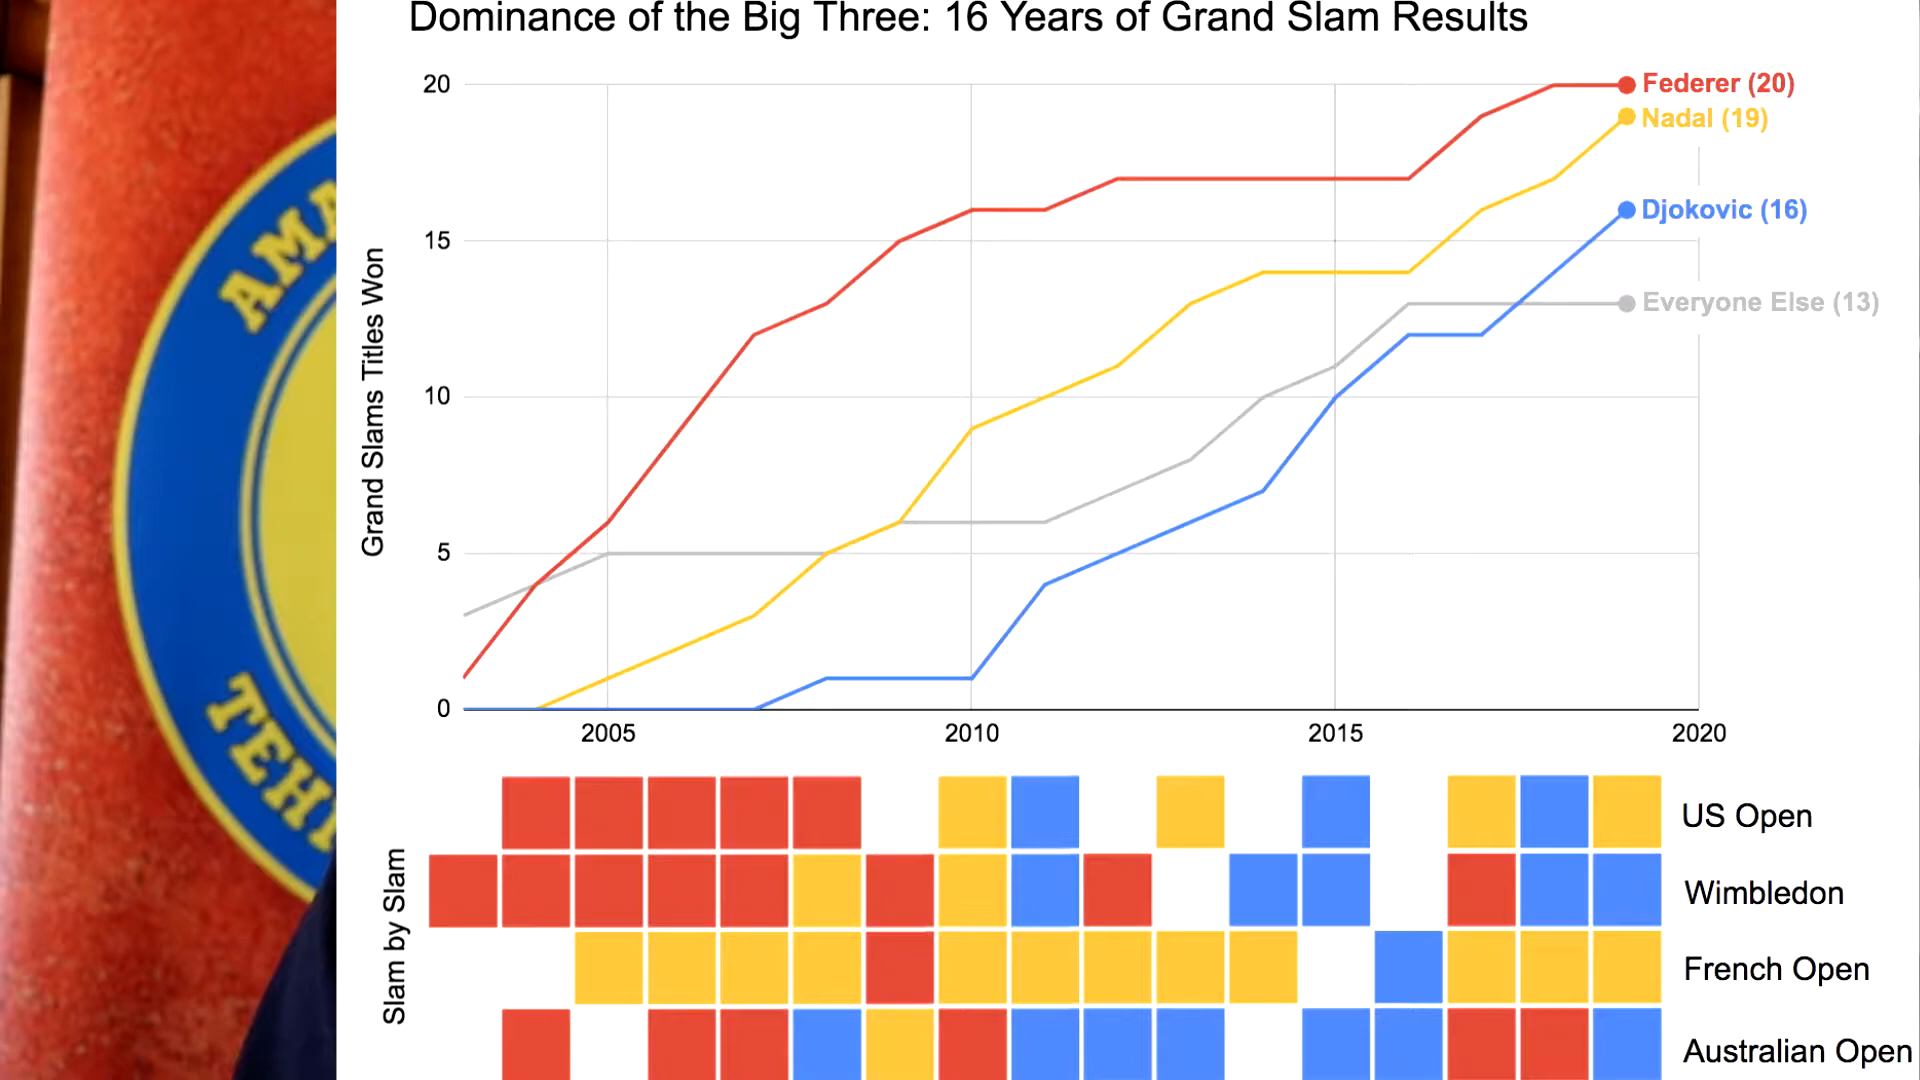 AMA
TEHN
Dominance of the Big Three: 16 Years of Grand Slam Results
Grand Slams Titles Won
20
15
10
5
0
Federer (20)
Nadal (19)
Djokovic (16)
Everyone Else (13)
2005
2010
2015
2020
Slam by Slam
US Open
Wimbledon
French Open
Australian Open